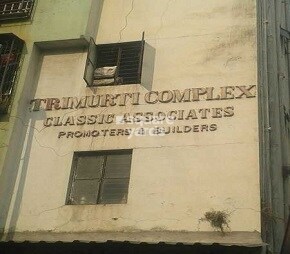 TRIMURTI COMPLEX
CLASSIC ASSOCIATES
PROMOTERS & BUILDERS